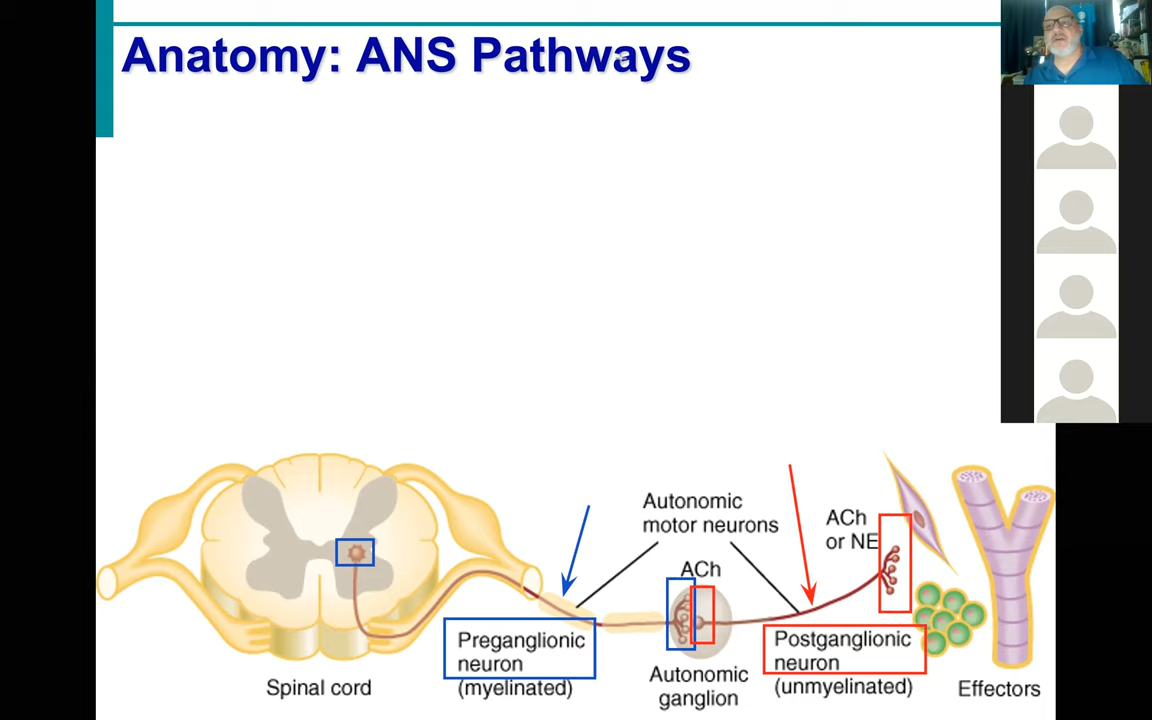 Anatomy: ANS Pathways
Autonomic
motor neurons
ACh
or NE
ACh
Preganglionic
neuron
(myelinated)
Postganglionic
neuron
(unmyelinated)
Autonomic
ganglion
Spinal cord
Effectors